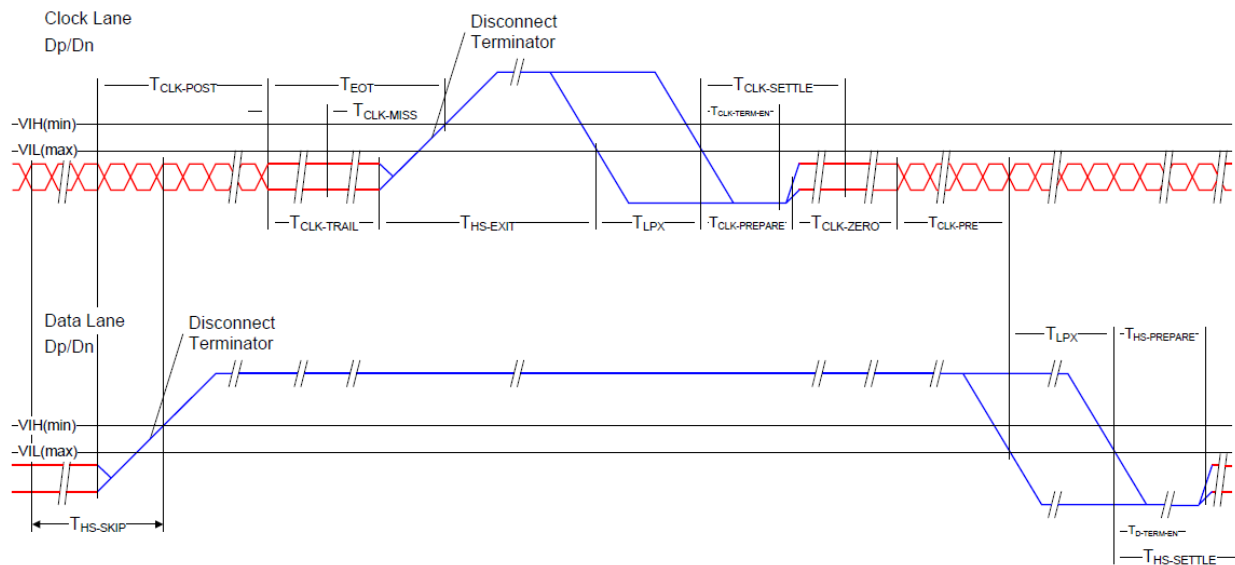 Clock Lane
Dp/Dn
Disconnect
Terminator
TCLK-POST
TEOT
TCLK-SETTLE
TCLK-MISS
TCLK-TERM-EN
VIH(min)
VIL(max)
TCLK-TRAIL
THS-EXIT
TLPX
TCLK-PREPARE
TCLK-ZERO
TCLK-PRE
Data Lane
Dp/Dn
Disconnect
Terminator
TLPX
THS-PREPARE
VIH(min)
VIL(max)
THS-SKIP
TD-TERM-EN
THS-SETTLE